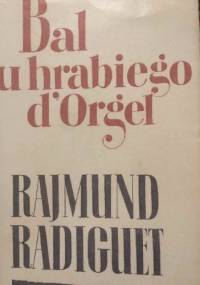 Bal
u hrabiego
d'Orgel
RAJMUND
RADIGUET